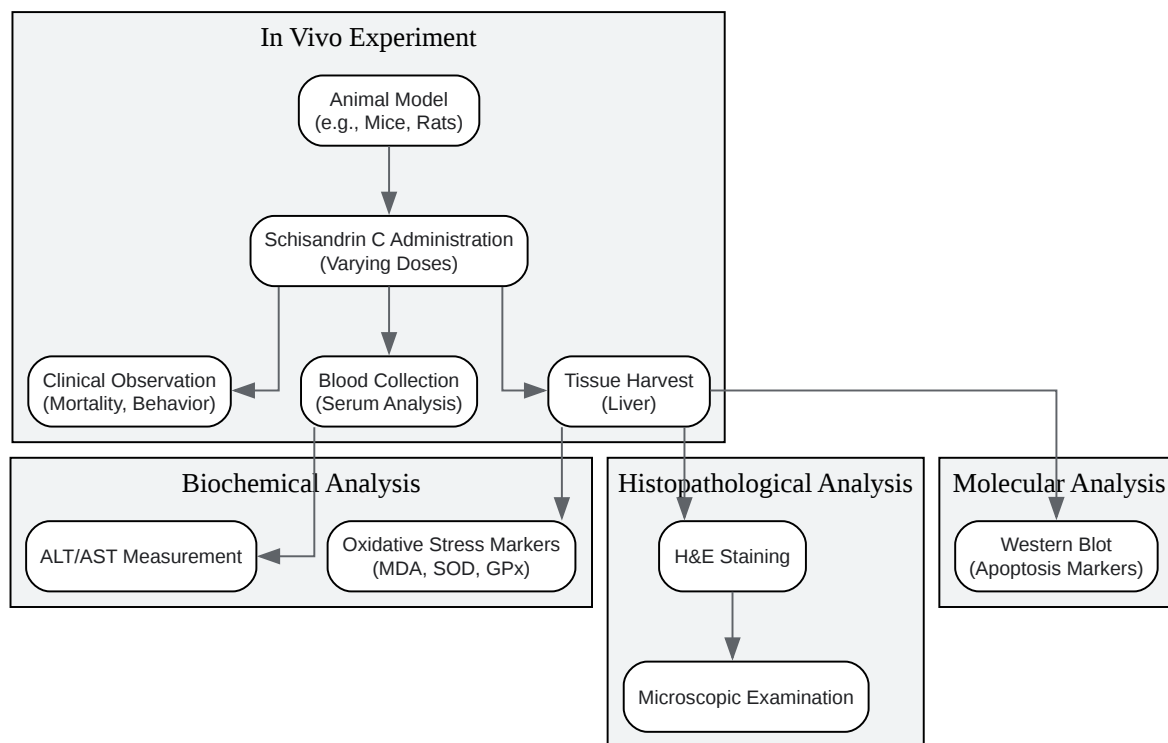 In Vivo Experiment
Animal Model
(e.g., Mice, Rats)
Schisandrin C Administration
(Varying Doses)
Clinical Observation
(Mortality, Behavior)
Blood Collection
(Serum Analysis)
Tissue Harvest
(Liver)
Biochemical Analysis
ALT/AST Measurement
Oxidative Stress Markers
(MDA, SOD, GPx)
Histopathological Analysis
H&E Staining
Microscopic Examination
Molecular Analysis
Western Blot
(Apoptosis Markers)